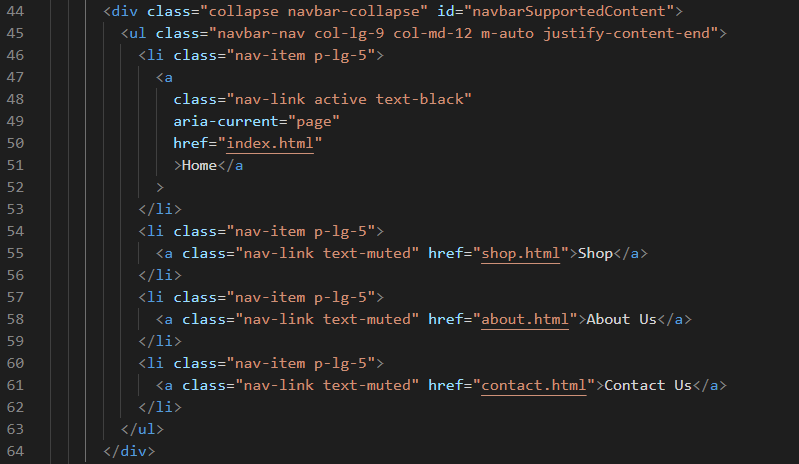 44 <div class="collapse navbar-collapse" id="navbarSupportedContent">
45 <ul class="navbar-nav col-lg-9 col-md-12 m-auto justify-content-end">
46 <li class="nav-item p-lg-5">
47 <a
48 class="nav-link active text-black"
49 aria-current="page"
50 href="index.html"
51 >Home</a
52 >
53 </li>
54 <li class="nav-item p-lg-5">
55 <a class="nav-link text-muted" href="shop.html">Shop</a>
56 </li>
57 <li class="nav-item p-lg-5">
58 <a class="nav-link text-muted" href="about.html">About Us</a>
59 </li>
60 <li class="nav-item p-lg-5">
61 <a class="nav-link text-muted" href="contact.html">Contact Us</a>
62 </li>
63 </ul>
64 </div>